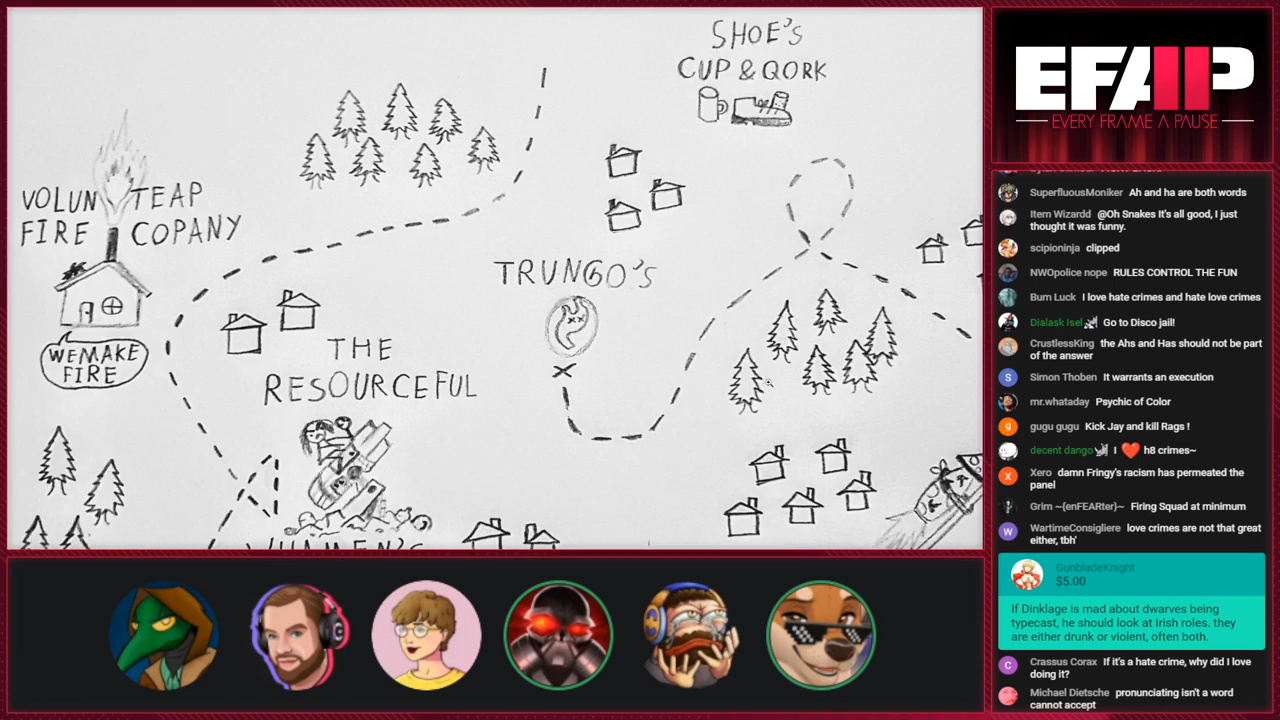 SHOE'S
CUP & QORK
VOLUN TEAP
FIRE COPANY
WE MAKE
FIRE
TRUNGO'S
THE
RESOURCEFUL
EFAP
EVERY FRAME A PAUSE
SuperfluousMoniker Ah and ha are both words
Item Wizardd @Oh Snakes It's all good, I just
thought it was funny.
scipioninja clipped
NWOpolice nope RULES CONTROL THE FUN
Bum Luck I love hate crimes and hate love crimes
Dialask Isel Go to Disco jail!
CrustlessKing the Ahs and Has should not be part
of the answer
S Simon Thoben It warrants an execution
mr.whataday Psychic of Color
g gugu gugu Kick Jay and kill Rags !
decent dango I ❤️ h8 crimes~
X Xero damn Fringy's racism has permeated the
panel
Grim ~{enFEARter}~ Firing Squad at minimum
W WartimeConsigliere love crimes are not that great
either, tbh'
GunbladeKnight
$5.00
If Dinklage is mad about dwarves being
typecast, he should look at Irish roles. they
are either drunk or violent, often both.
C Crassus Corax If it's a hate crime, why did I love
doing it?
Michael Dietsche pronunciating isn't a word
cannot accept